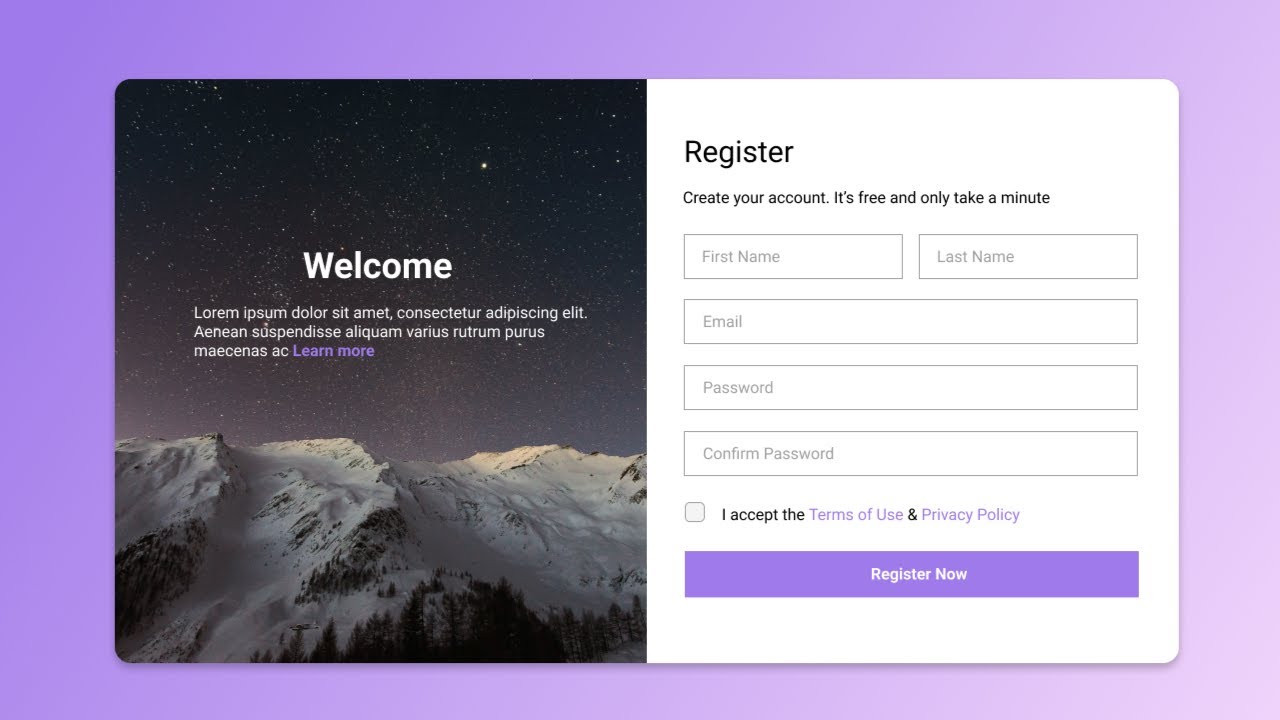 Welcome
Lorem ipsum dolor sit amet, consectetur adipiscing elit.
Aenean suspendisse aliquam varius rutrum purus
maecenas ac Learn more
Register
Create your account. It’s free and only take a minute
First Name
Last Name
Email
Password
Confirm Password
I accept the Terms of Use & Privacy Policy
Register Now